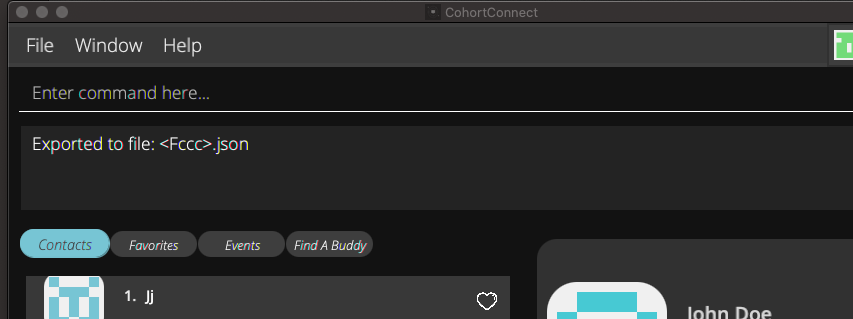 CohortConnect
File Window Help
Enter command here...
Exported to file: <Fccc>.json
Contacts Favorites Events Find A Buddy
1. Jj
John Doe